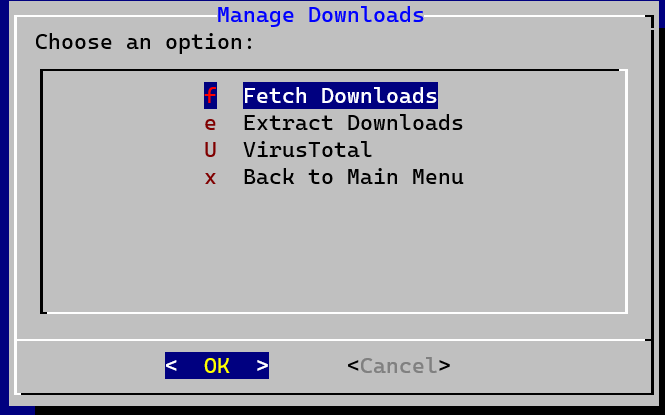 Manage Downloads
Choose an option:
f Fetch Downloads
e Extract Downloads
U VirusTotal
x Back to Main Menu
< OK > <Cancel>